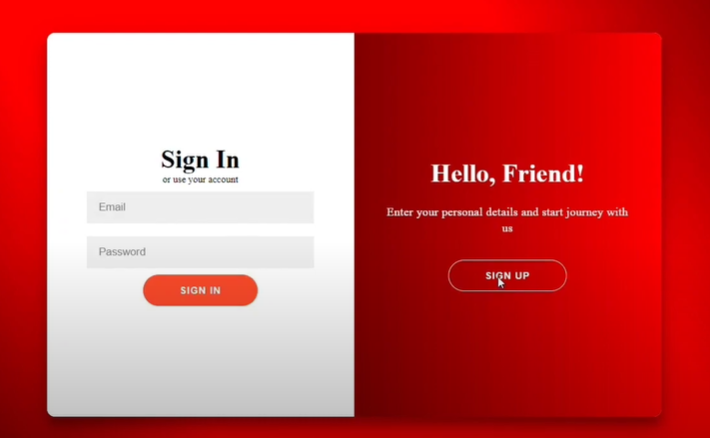 Sign In
or use your account
Email
Password
SIGN IN
Hello, Friend!
Enter your personal details and start journey with
us
SIGN UP